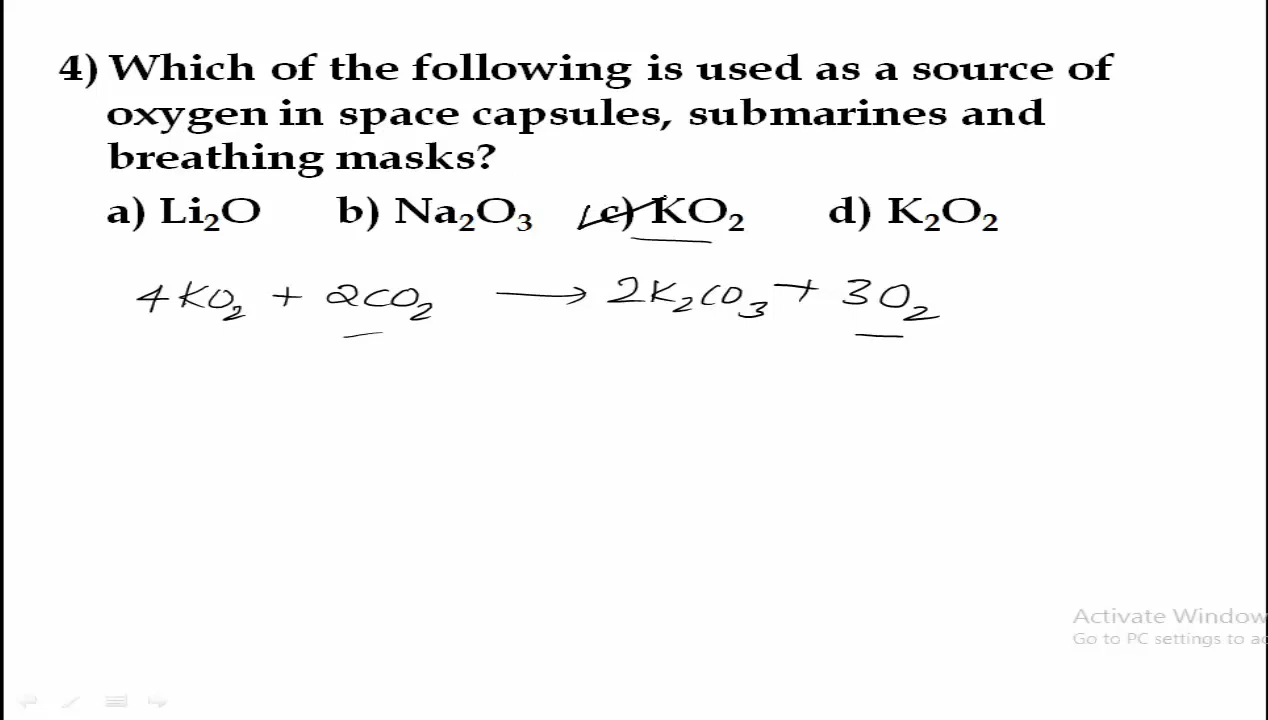 4) Which of the following is used as a source of
oxygen in space capsules, submarines and
breathing masks?
a) Li₂O b) Na₂O₃ c) KO₂ d) K₂O₂
4KO₂ + 2CO₂ → 2K₂CO₃ + 3O₂
Activate Window
Go to PC settings to ac